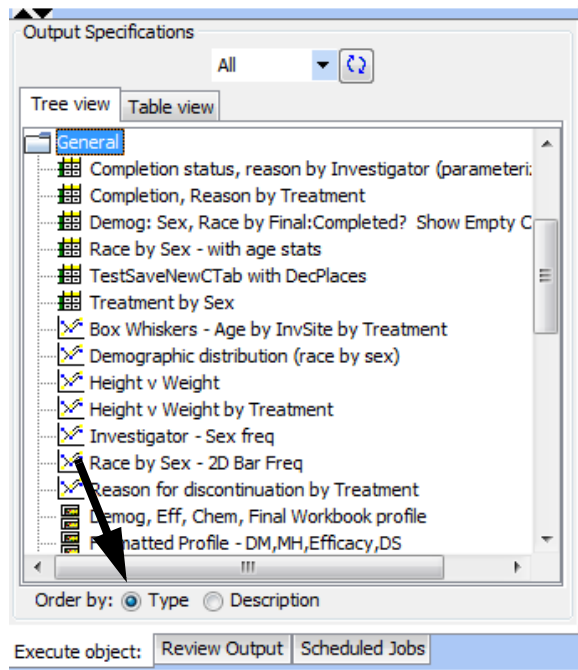 Output Specifications
All
Tree view Table view
General
Completion status, reason by Investigator (parameteri
Completion, Reason by Treatment
Demog: Sex, Race by Final:Completed? Show Empty C
Race by Sex - with age stats
TestSaveNewCTab with DecPlaces
Treatment by Sex
Box Whiskers - Age by InvSite by Treatment
Demographic distribution (race by sex)
Height v Weight
Height v Weight by Treatment
Investigator - Sex freq
Race by Sex - 2D Bar Freq
Reason for discontinuation by Treatment
Demog, Eff, Chem, Final Workbook profile
Formatted Profile - DM,MH,Efficacy,DS
Order by: Type Description
Execute object: Review Output Scheduled Jobs